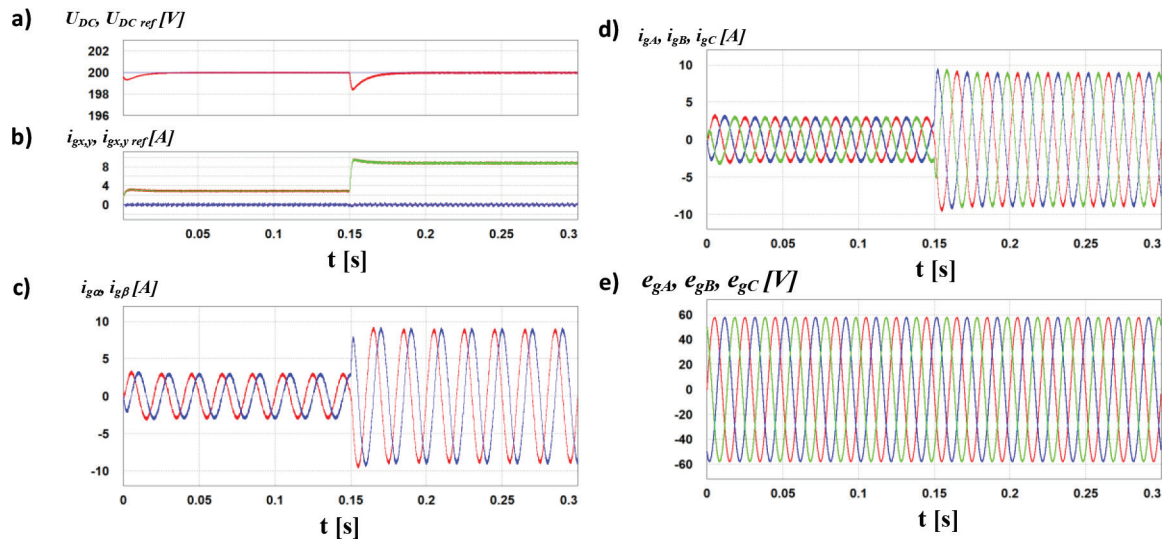 a)
U_DC, U_DC ref [V]
202
200
198
196
b)
i_gx,y, i_gx,y ref [A]
8
4
0
0.05 0.1 0.15 0.2 0.25 0.3
t [s]
c)
i_gα, i_gβ [A]
10
5
0
-5
-10
0 0.05 0.1 0.15 0.2 0.25 0.3
t [s]
d)
i_gA, i_gB, i_gC [A]
10
5
0
-5
-10
0 0.05 0.1 0.15 0.2 0.25 0.3
t [s]
e)
e_gA, e_gB, e_gC [V]
60
40
20
0
-20
-40
-60
0 0.05 0.1 0.15 0.2 0.25 0.3
t [s]